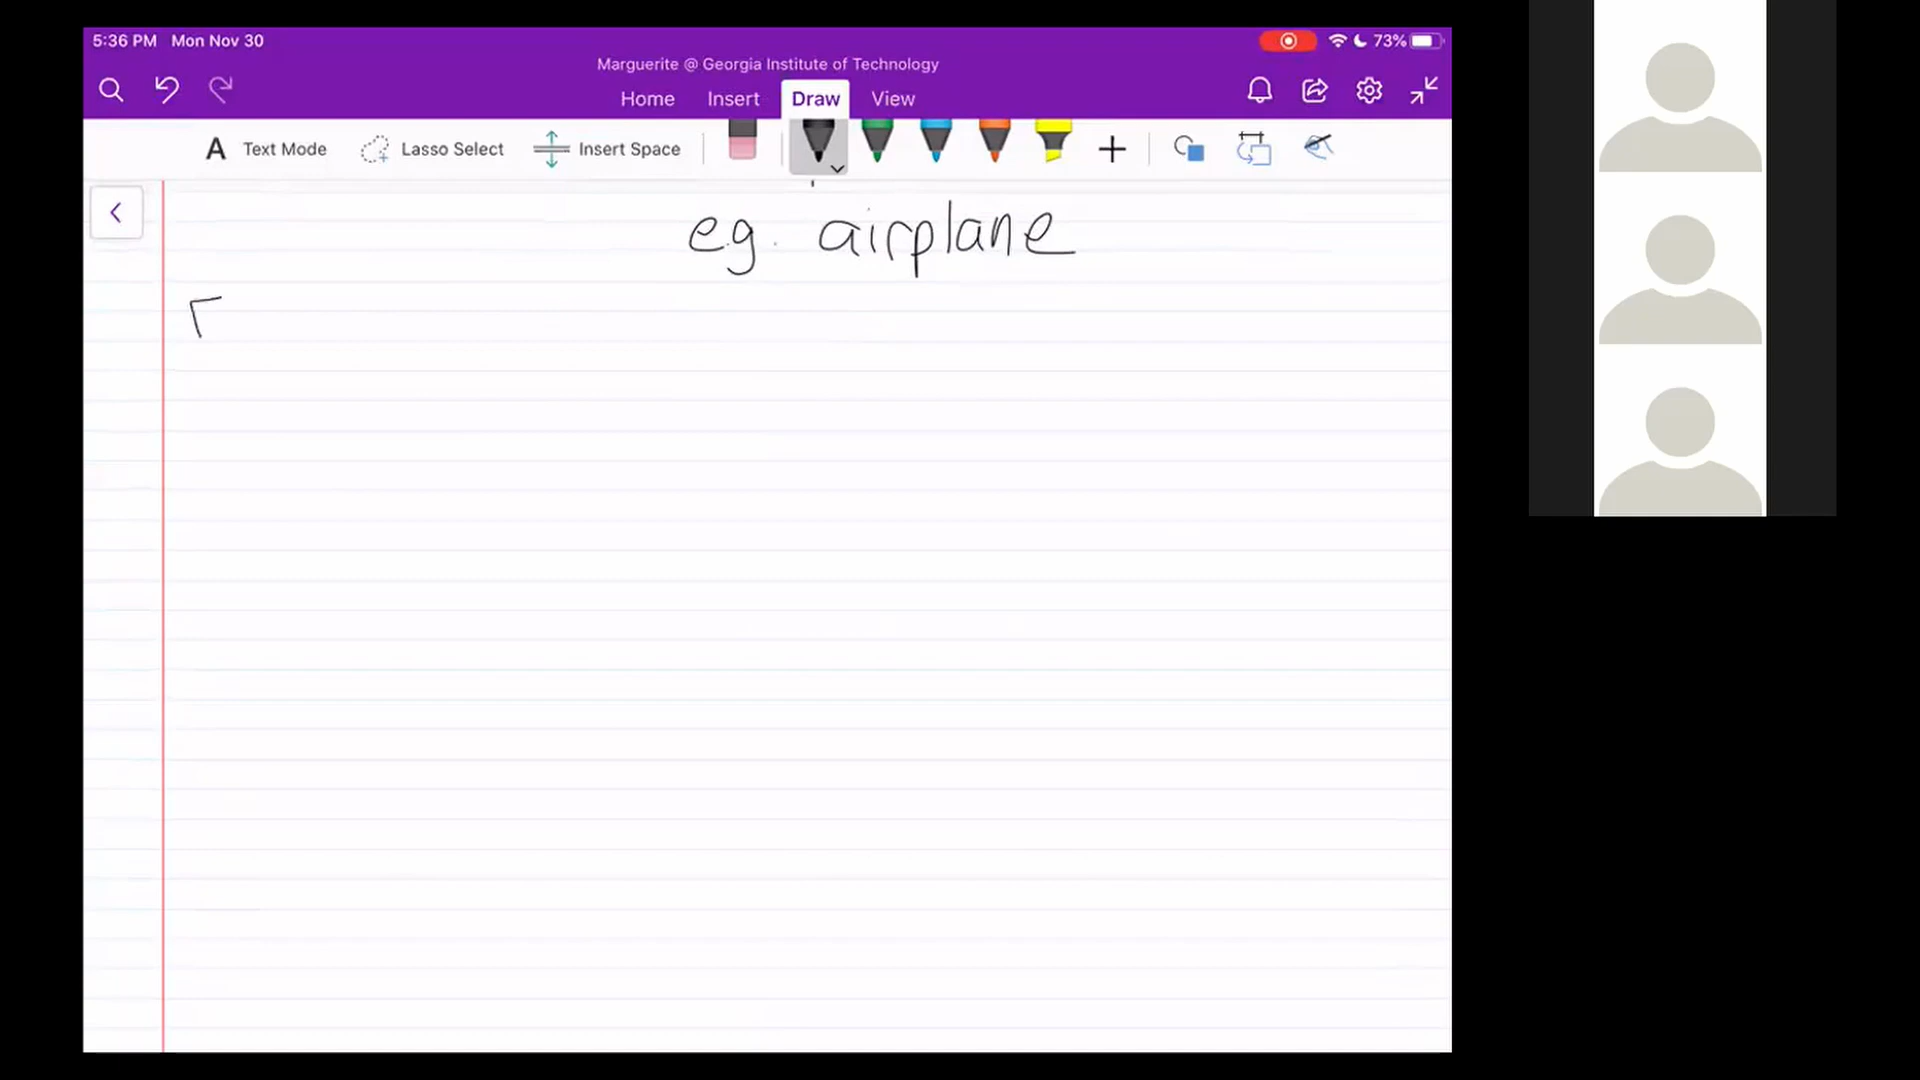 5:36 PM Mon Nov 30 73%
Marguerite @ Georgia Institute of Technology
Home Insert Draw View
A Text Mode Lasso Select Insert Space
eg. airplane